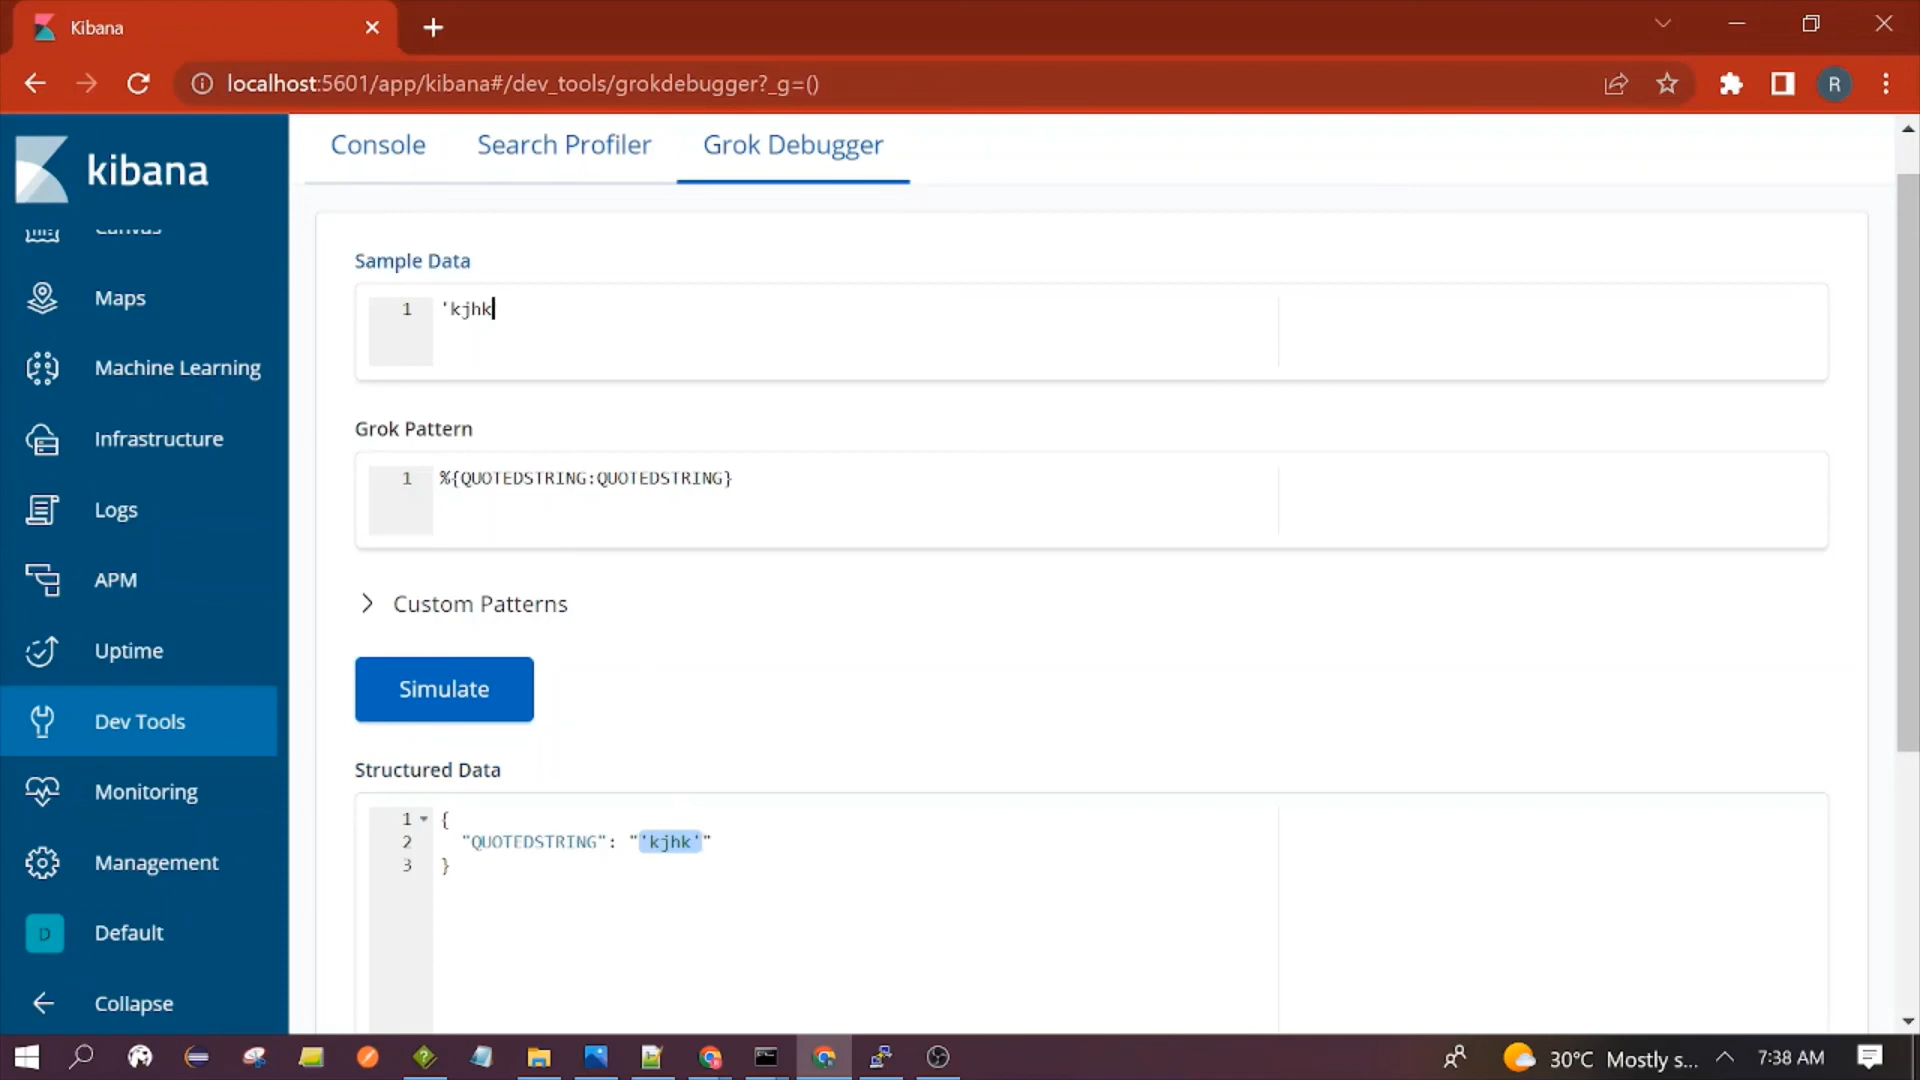 Kibana
localhost:5601/app/kibana#/dev_tools/grokdebugger?_g=()
R
kibana
Canvas
Maps
Machine Learning
Infrastructure
Logs
APM
Uptime
Dev Tools
Monitoring
Management
D Default
Collapse
Console Search Profiler Grok Debugger
Sample Data
1 'kjhk
Grok Pattern
1 %{QUOTEDSTRING:QUOTEDSTRING}
Custom Patterns
Simulate
Structured Data
1 {
2 "QUOTEDSTRING": "'kjhk'"
3 }
30°C Mostly s... 7:38 AM